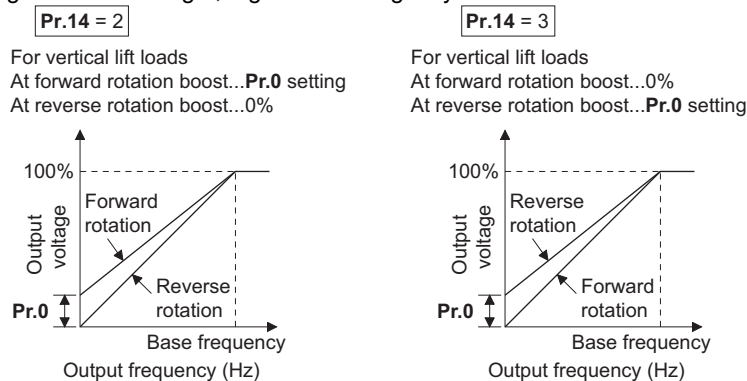 Pr.14 = 2
For vertical lift loads
At forward rotation boost...Pr.0 setting
At reverse rotation boost...0%
100%
Output voltage
Forward
rotation
Reverse
rotation
Pr.0
Base frequency
Output frequency (Hz)
Pr.14 = 3
For vertical lift loads
At forward rotation boost...0%
At reverse rotation boost...Pr.0 setting
100%
Output voltage
Reverse
rotation
Forward
rotation
Pr.0
Base frequency
Output frequency (Hz)